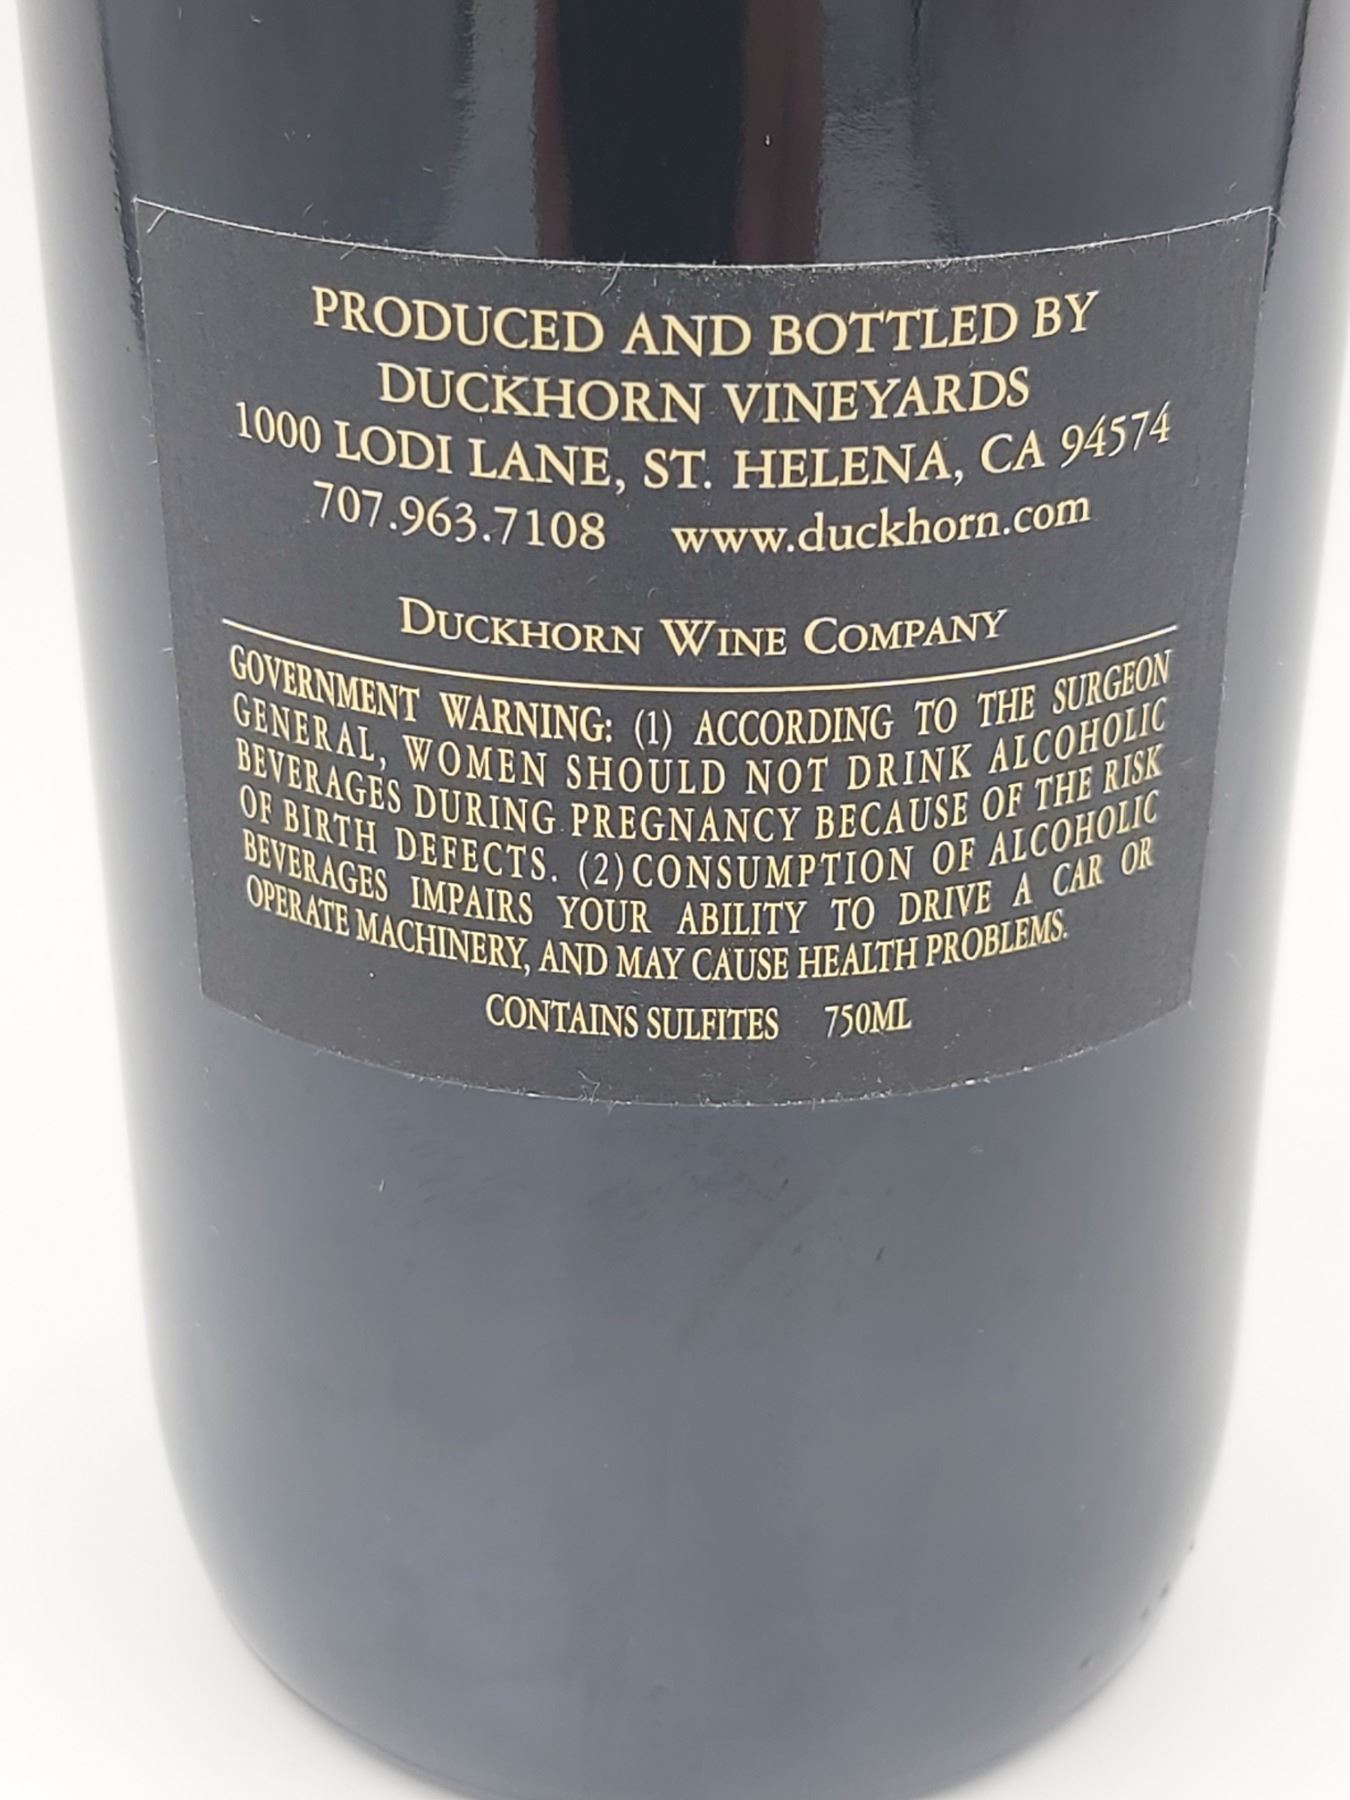 PRODUCED AND BOTTLED BY
DUCKHORN VINEYARDS
1000 LODI LANE, ST. HELENA, CA 94574
707.963.7108 www.duckhorn.com
DUCKHORN WINE COMPANY
GOVERNMENT WARNING: (1) ACCORDING TO THE SURGEON
GENERAL, WOMEN SHOULD NOT DRINK ALCOHOLIC
BEVERAGES DURING PREGNANCY BECAUSE OF THE RISK
OF BIRTH DEFECTS. (2)CONSUMPTION OF ALCOHOLIC
BEVERAGES IMPAIRS YOUR ABILITY TO DRIVE A CAR OR
OPERATE MACHINERY, AND MAY CAUSE HEALTH PROBLEMS.
CONTAINS SULFITES 750ML